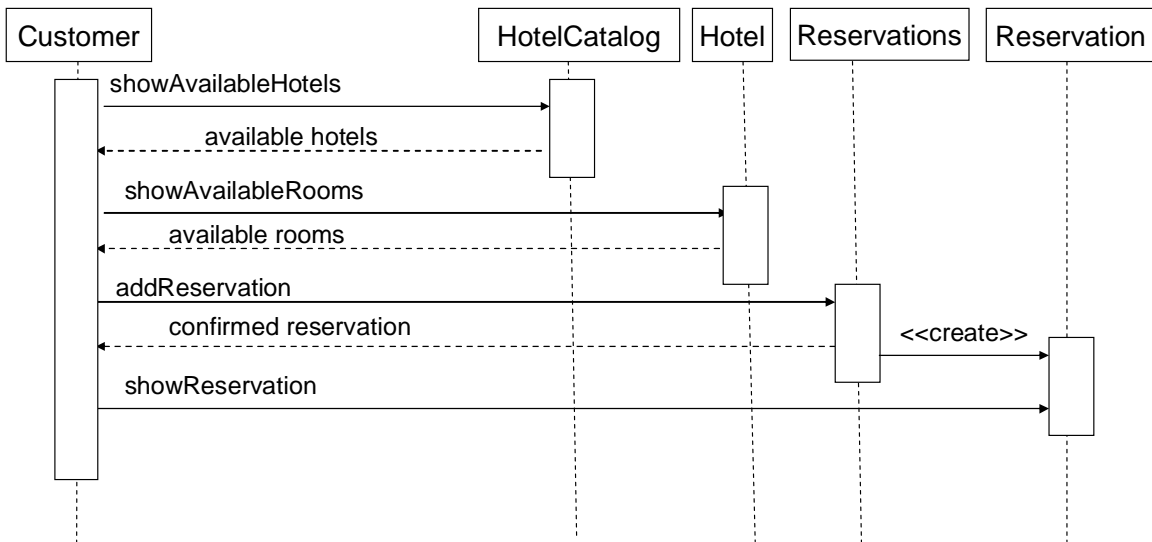 Customer
HotelCatalog
Hotel
Reservations
Reservation
showAvailableHotels
available hotels
showAvailableRooms
available rooms
addReservation
confirmed reservation
<<create>>
showReservation